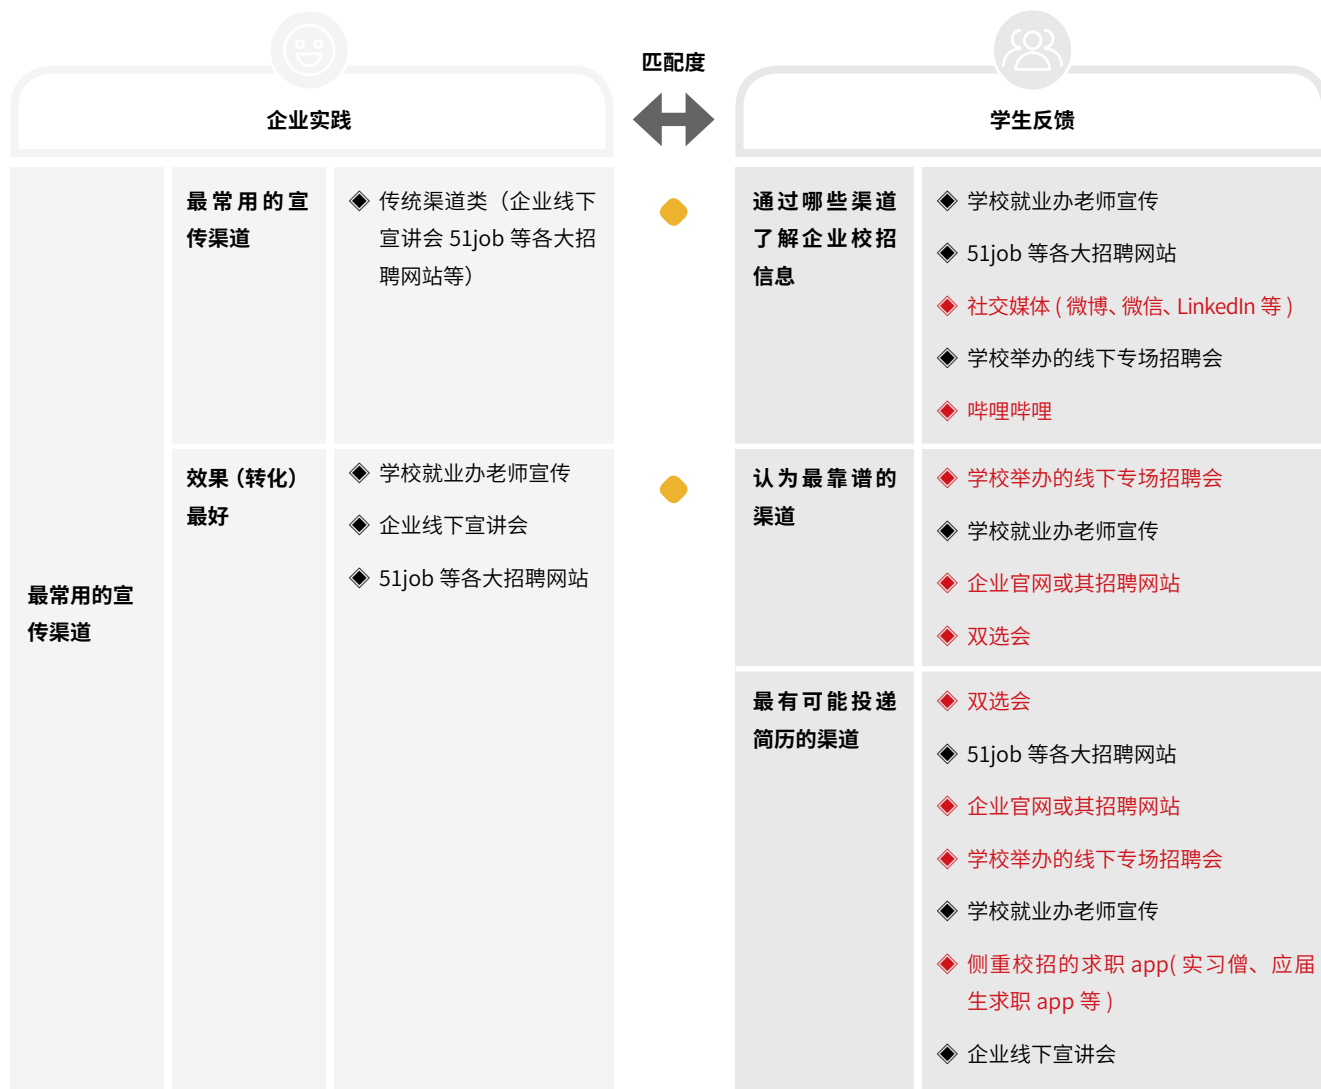 匹配度
企业实践
学生反馈
最常用的宣
传渠道
最常用的宣
传渠道
传统渠道类（企业线下
宣讲会 51job 等各大招
聘网站等）
通过哪些渠道
了解企业校招
信息
学校就业办老师宣传
51job 等各大招聘网站
社交媒体 ( 微博、微信、LinkedIn 等 )
学校举办的线下专场招聘会
哔哩哔哩
效果（转化）
最好
学校就业办老师宣传
企业线下宣讲会
51job 等各大招聘网站
认为最靠谱的
渠道
学校举办的线下专场招聘会
学校就业办老师宣传
企业官网或其招聘网站
双选会
最有可能投递
简历的渠道
双选会
51job 等各大招聘网站
企业官网或其招聘网站
学校举办的线下专场招聘会
学校就业办老师宣传
侧重校招的求职 app( 实习僧、应届
生求职 app 等 )
企业线下宣讲会